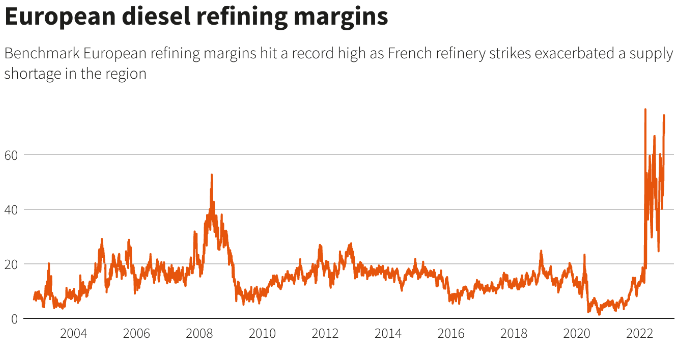 European diesel refining margins
Benchmark European refining margins hit a record high as French refinery strikes exacerbated a supply
shortage in the region
60
40
20
0
2004 2006 2008 2010 2012 2014 2016 2018 2020 2022